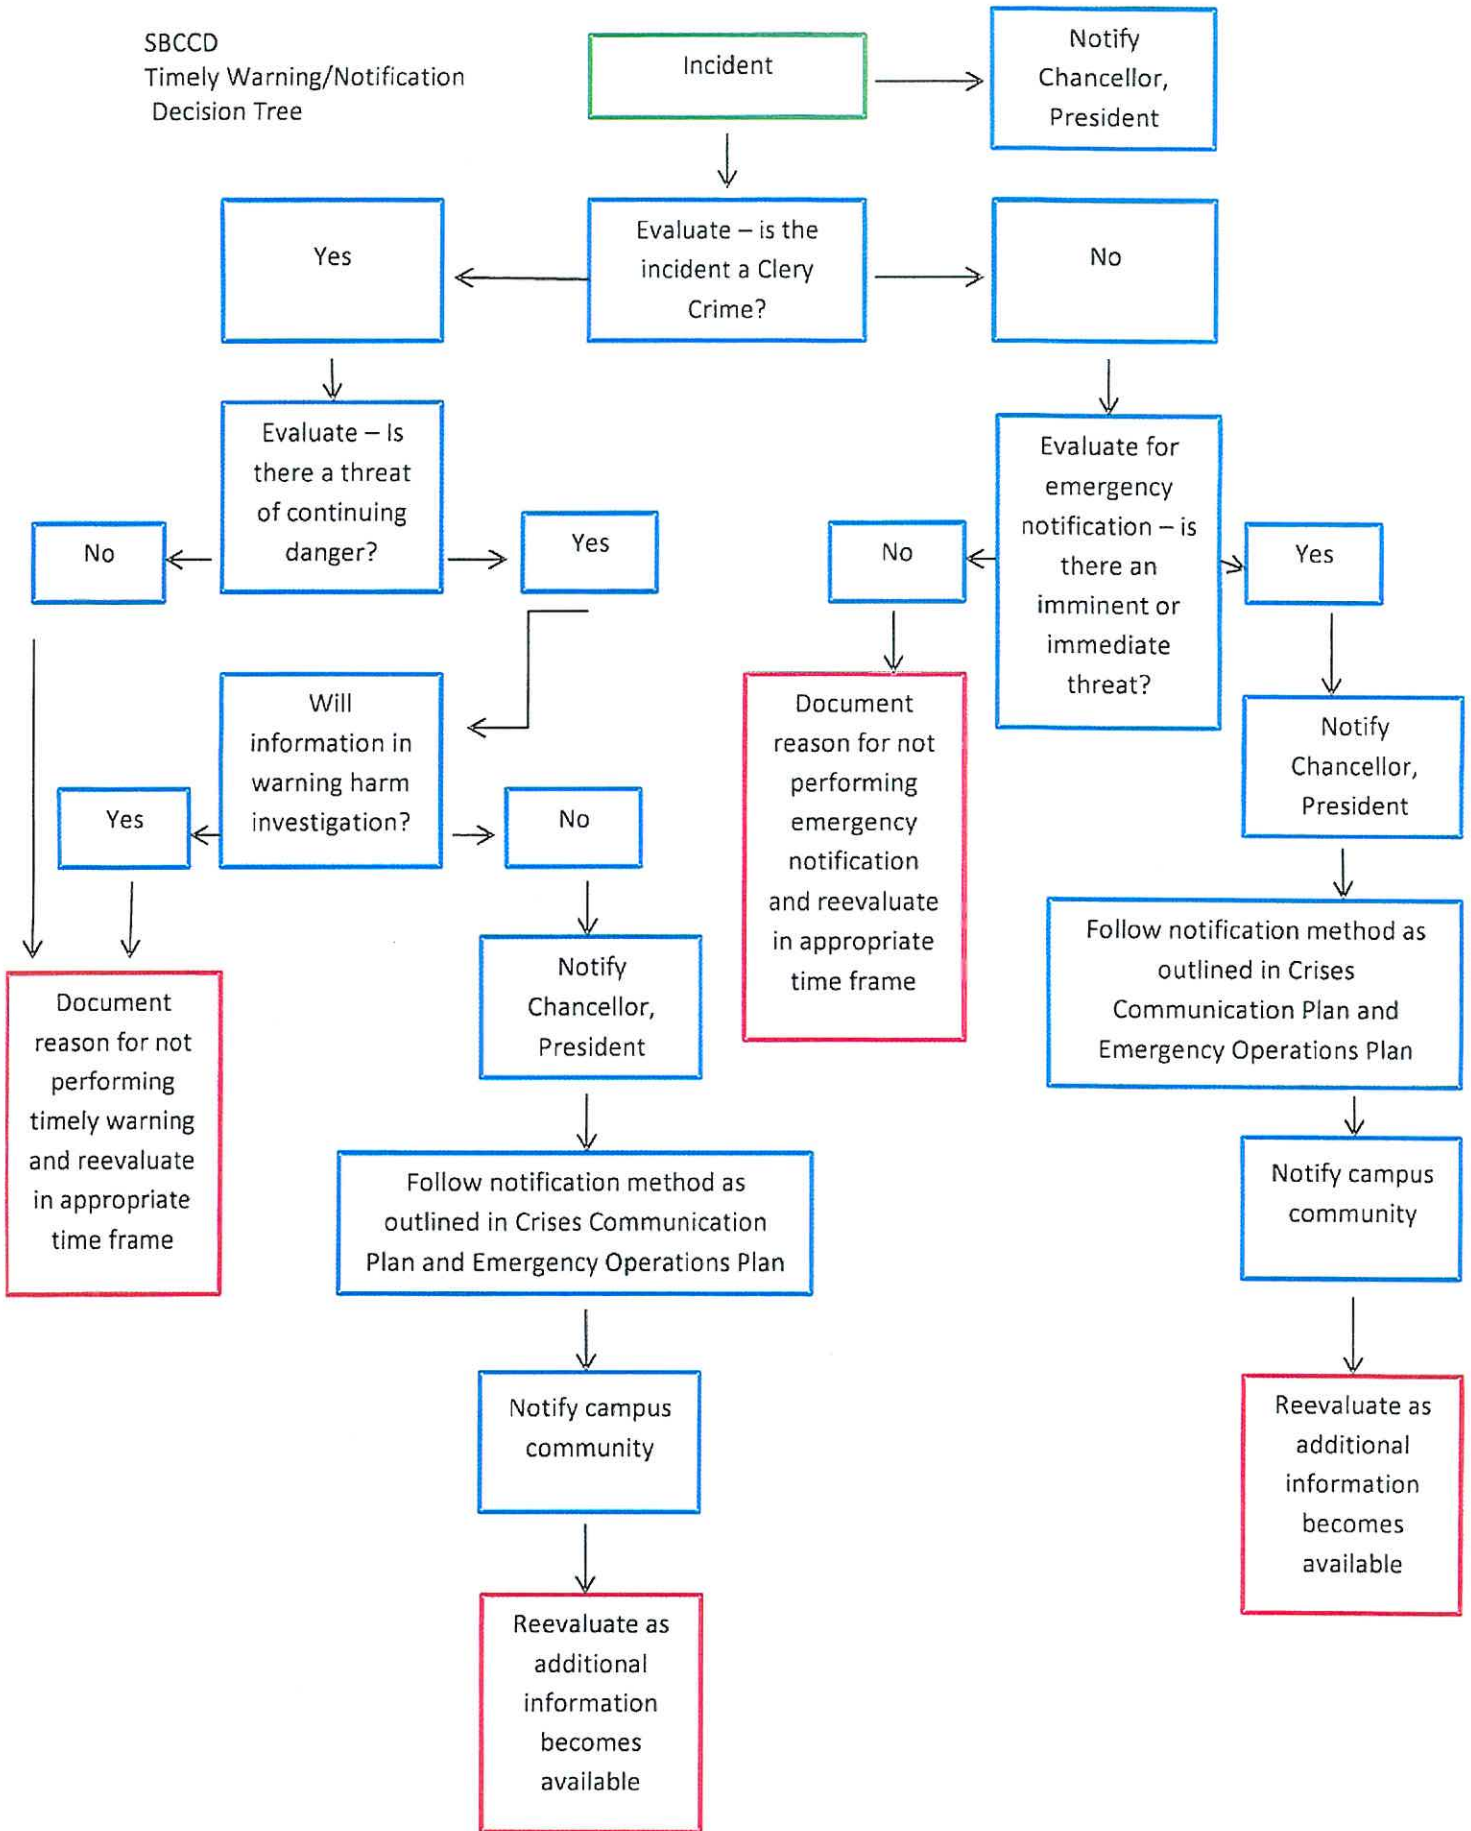 SBCCD
Timely Warning/Notification
Decision Tree
Incident
Notify
Chancellor,
President
Yes
Evaluate – is the
incident a Clery
Crime?
No
Evaluate – Is
there a threat
of continuing
danger?
No
Yes
Evaluate for
emergency
notification – is
there an
imminent or
immediate
threat?
No
Yes
Will
information in
warning harm
investigation?
Yes
No
Document
reason for not
performing
emergency
notification
and reevaluate
in appropriate
time frame
Notify
Chancellor,
President
Document
reason for not
performing
timely warning
and reevaluate
in appropriate
time frame
Notify
Chancellor,
President
Follow notification method as
outlined in Crises
Communication Plan and
Emergency Operations Plan
Follow notification method as
outlined in Crises Communication
Plan and Emergency Operations Plan
Notify campus
community
Notify campus
community
Reevaluate as
additional
information
becomes
available
Reevaluate as
additional
information
becomes
available